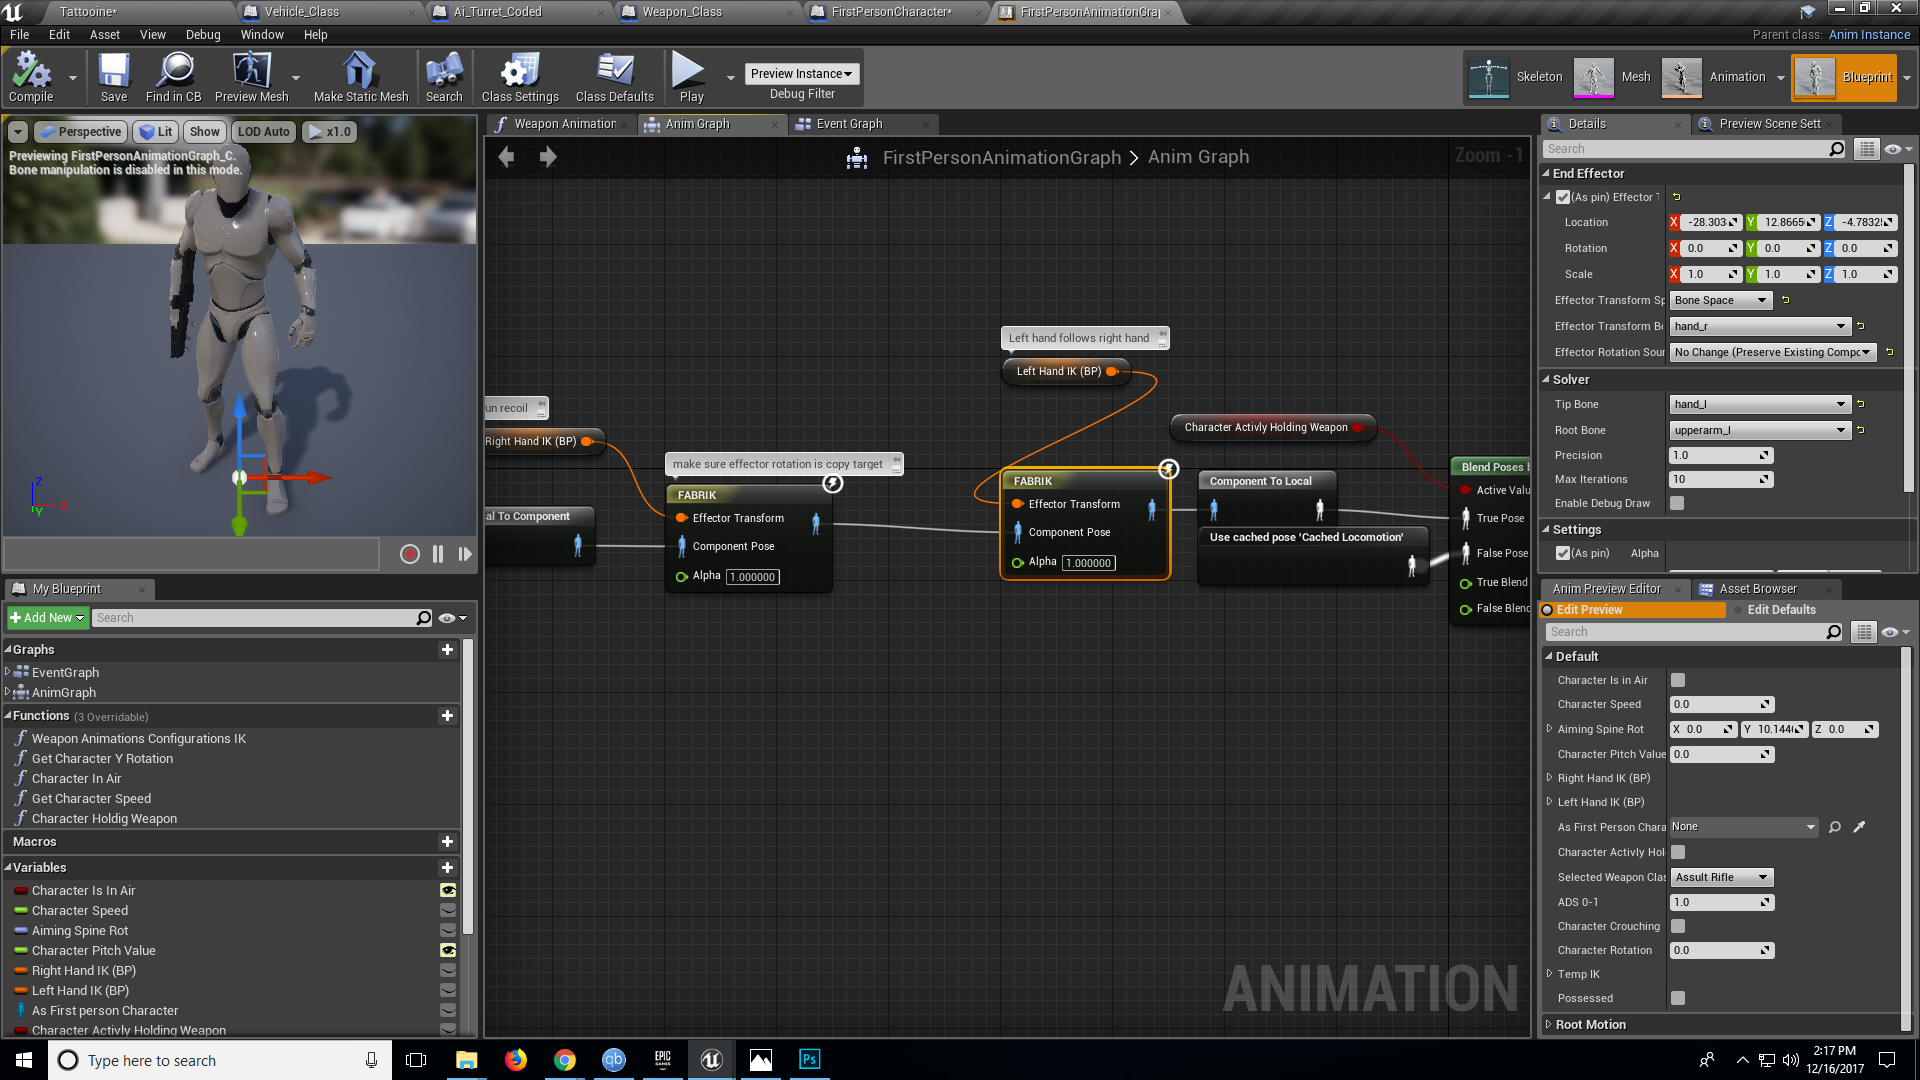 Tattooine*
Vehicle_Class
Ai_Turret_Coded
Weapon_Class
FirstPersonCharacter*
FirstPersonAnimationGra
File Edit Asset View Debug Window Help
Parent class: Anim Instance
Compile
Save
Find in CB
Preview Mesh
Make Static Mesh
Search
Class Settings
Class Defaults
Play
Preview Instance
Debug Filter
Skeleton
Mesh
Animation
Blueprint
Perspective
Lit
Show
LOD Auto
x1.0
Previewing FirstPersonAnimationGraph_C.
Bone manipulation is disabled in this mode.
Z
X
Y
Weapon Animation
Anim Graph
Event Graph
FirstPersonAnimationGraph > Anim Graph
Zoom -1
un recoil
Right Hand IK (BP)
al To Component
make sure effector rotation is copy target
FABRIK
Effector Transform
Component Pose
Alpha 1.000000
Left hand follows right hand
Left Hand IK (BP)
Character Activly Holding Weapon
FABRIK
Effector Transform
Component Pose
Alpha 1.000000
Component To Local
Use cached pose 'Cached Locomotion'
Blend Poses b
Active Valu
True Pose
False Pose
True Blend
False Blend
ANIMATION
My Blueprint
Add New
Search
Graphs
EventGraph
AnimGraph
Functions (3 Overridable)
Weapon Animations Configurations IK
Get Character Y Rotation
Character In Air
Get Character Speed
Character Holdig Weapon
Macros
Variables
Character Is In Air
Character Speed
Aiming Spine Rot
Character Pitch Value
Right Hand IK (BP)
Left Hand IK (BP)
As First person Character
Character Activly Holding Weapon
Details
Preview Scene Sett
Search
End Effector
(As pin) Effector T
Location X -28.303 Y 12.8665 Z -4.7832
Rotation X 0.0 Y 0.0 Z 0.0
Scale X 1.0 Y 1.0 Z 1.0
Effector Transform Sp Bone Space
Effector Transform Bo hand_r
Effector Rotation Sour No Change (Preserve Existing Compo
Solver
Tip Bone hand_l
Root Bone upperarm_l
Precision 1.0
Max Iterations 10
Enable Debug Draw
Settings
(As pin) Alpha
Anim Preview Editor
Asset Browser
Edit Preview
Edit Defaults
Search
Default
Character Is in Air
Character Speed 0.0
Aiming Spine Rot X 0.0 Y 10.144 Z 0.0
Character Pitch Value 0.0
Right Hand IK (BP)
Left Hand IK (BP)
As First Person Chara None
Character Activly Hol
Selected Weapon Clas Assult Rifle
ADS 0-1 1.0
Character Crouching
Character Rotation 0.0
Temp IK
Possessed
Root Motion
Type here to search
qb
EPIC
GAMES
Ps
2:17 PM
12/16/2017